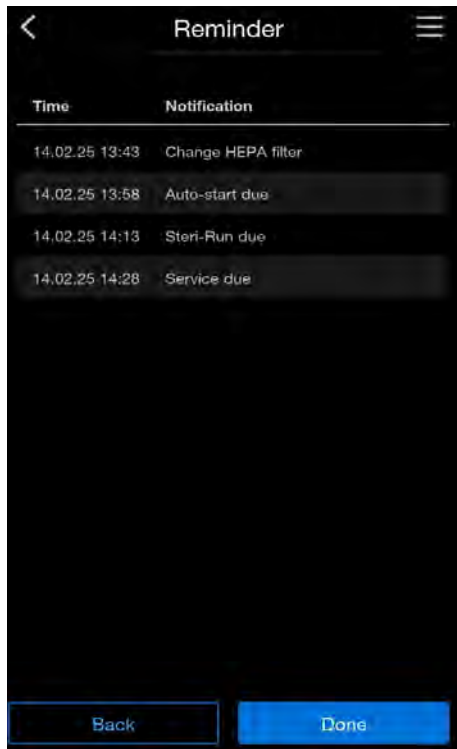 Reminder
Time Notification
14.02.25 13:43 Change HEPA filter
14.02.25 13:58 Auto-start due
14.02.25 14:13 Steri-Run due
14.02.25 14:28 Service due
Back Done